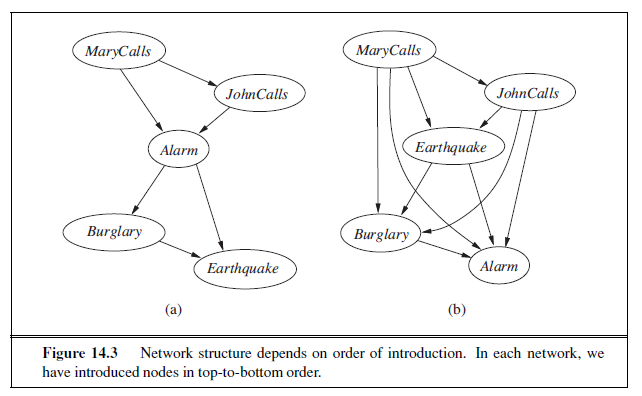 MaryCalls
JohnCalls
Alarm
Burglary
Earthquake
(a)
MaryCalls
JohnCalls
Earthquake
Burglary
Alarm
(b)
Figure 14.3 Network structure depends on order of introduction. In each network, we
have introduced nodes in top-to-bottom order.